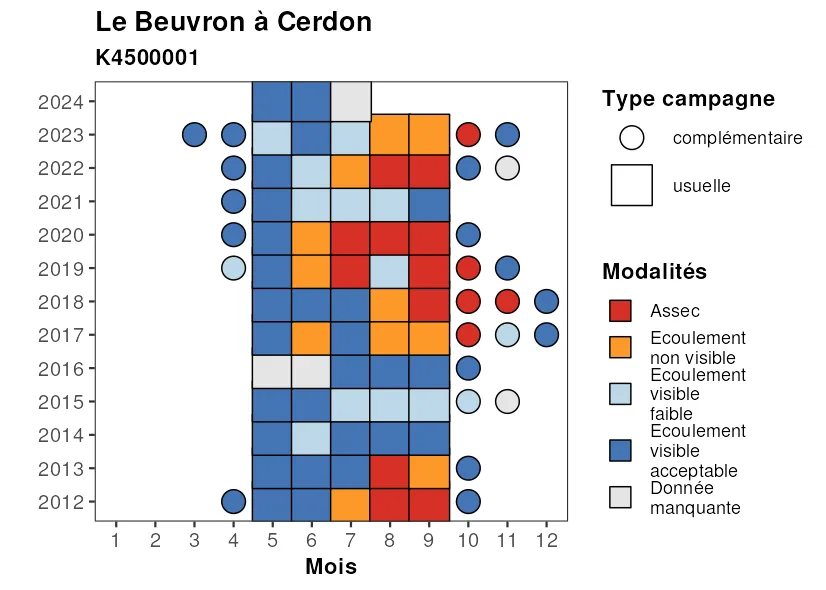 Le Beuvron à Cerdon
K4500001
2024
2023
2022
2021
2020
2019
2018
2017
2016
2015
2014
2013
2012
1 2 3 4 5 6 7 8 9 10 11 12
Mois
Type campagne
complémentaire
usuelle
Modalités
Assec
Ecoulement
non visible
Ecoulement
visible
faible
Ecoulement
visible
acceptable
Donnée
manquante